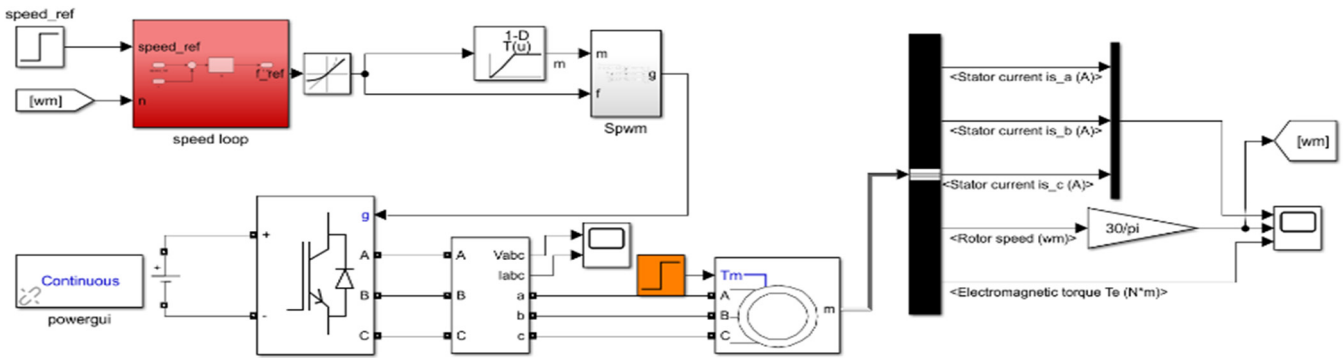 speed_ref
speed_ref
f_ref
[wm]
n
speed loop
1-D
T(u)
m
m
f
g
Spwm
<Stator current is_a (A)>
<Stator current is_b (A)>
<Stator current is_c (A)>
<Rotor speed (wm)>
<Electromagnetic torque Te (N*m)>
30/pi
[wm]
Continuous
powergui
+
+
-
g
A
B
C
A
B
C
Vabc
Iabc
a
b
c
Tm
A
B
C
m